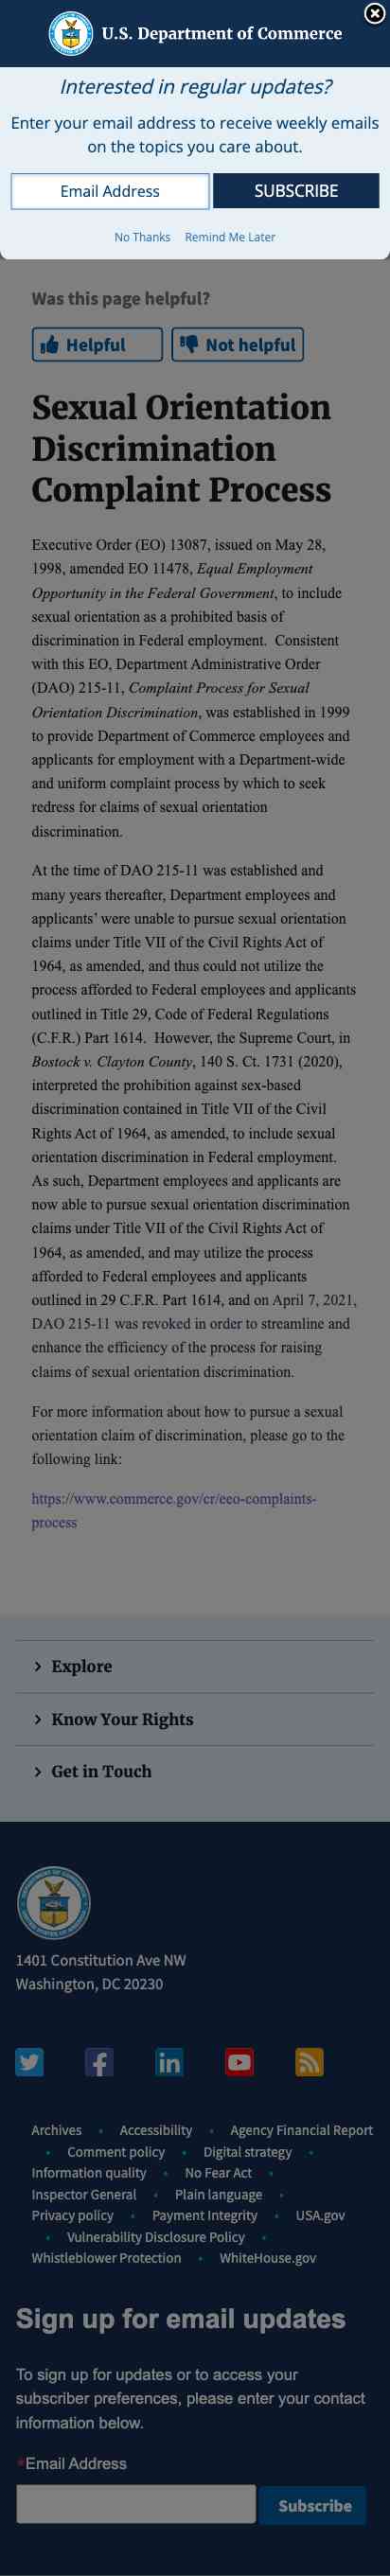 U.S. Department of Commerce
Interested in regular updates?
Enter your email address to receive weekly emails
on the topics you care about.
Email Address
SUBSCRIBE
No Thanks Remind Me Later
Was this page helpful?
Helpful Not helpful
Sexual Orientation
Discrimination
Complaint Process
Executive Order (EO) 13087, issued on May 28,
1998, amended EO 11478, Equal Employment
Opportunity in the Federal Government, to include
sexual orientation as a prohibited basis of
discrimination in Federal employment.  Consistent
with this EO, Department Administrative Order
(DAO) 215-11, Complaint Process for Sexual
Orientation Discrimination, was established in 1999
to provide Department of Commerce employees and
applicants for employment with a Department-wide
and uniform complaint process by which to seek
redress for claims of sexual orientation
discrimination.
At the time of DAO 215-11 was established and
many years thereafter, Department employees and
applicants’ were unable to pursue sexual orientation
claims under Title VII of the Civil Rights Act of
1964, as amended, and thus could not utilize the
process afforded to Federal employees and applicants
outlined in Title 29, Code of Federal Regulations
(C.F.R.) Part 1614.  However, the Supreme Court, in
Bostock v. Clayton County, 140 S. Ct. 1731 (2020),
interpreted the prohibition against sex-based
discrimination contained in Title VII of the Civil
Rights Act of 1964, as amended, to include sexual
orientation discrimination in Federal employment.
As such, Department employees and applicants are
now able to pursue sexual orientation discrimination
claims under Title VII of the Civil Rights Act of
1964, as amended, and may utilize the process
afforded to Federal employees and applicants
outlined in 29 C.F.R. Part 1614, and on April 7, 2021,
DAO 215-11 was revoked in order to streamline and
enhance the efficiency of the process for raising
claims of sexual orientation discrimination.
For more information about how to pursue a sexual
orientation claim of discrimination, please go to the
following link:
https://www.commerce.gov/cr/eeo-complaints-
process
Explore
Know Your Rights
Get in Touch
1401 Constitution Ave NW
Washington, DC 20230
Archives • Accessibility • Agency Financial Report
• Comment policy • Digital strategy •
Information quality • No Fear Act •
Inspector General • Plain language •
Privacy policy • Payment Integrity • USA.gov
• Vulnerability Disclosure Policy •
Whistleblower Protection • WhiteHouse.gov
Sign up for email updates
To sign up for updates or to access your
subscriber preferences, please enter your contact
information below.
*Email Address
Subscribe